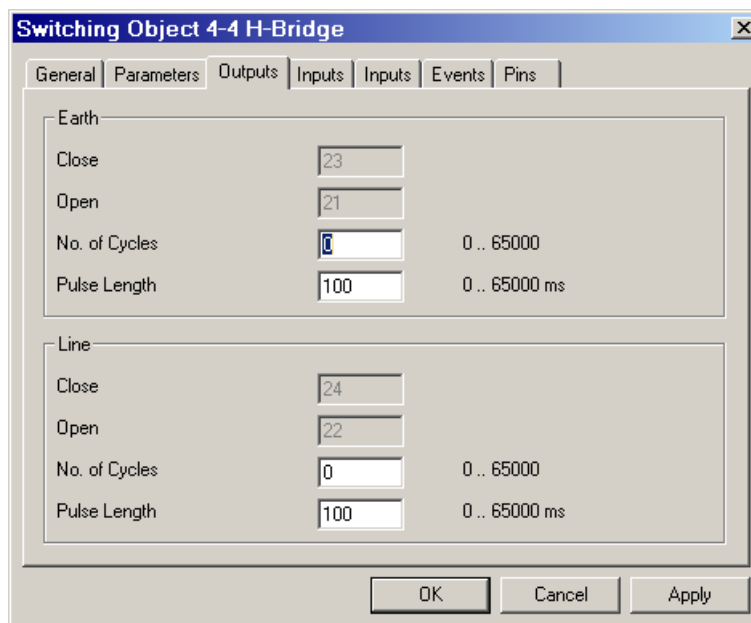 Switching Object 4-4 H-Bridge
General Parameters Outputs Inputs Inputs Events Pins
Earth
Close 23
Open 21
No. of Cycles 0 0 .. 65000
Pulse Length 100 0 .. 65000 ms
Line
Close 24
Open 22
No. of Cycles 0 0 .. 65000
Pulse Length 100 0 .. 65000 ms
OK Cancel Apply